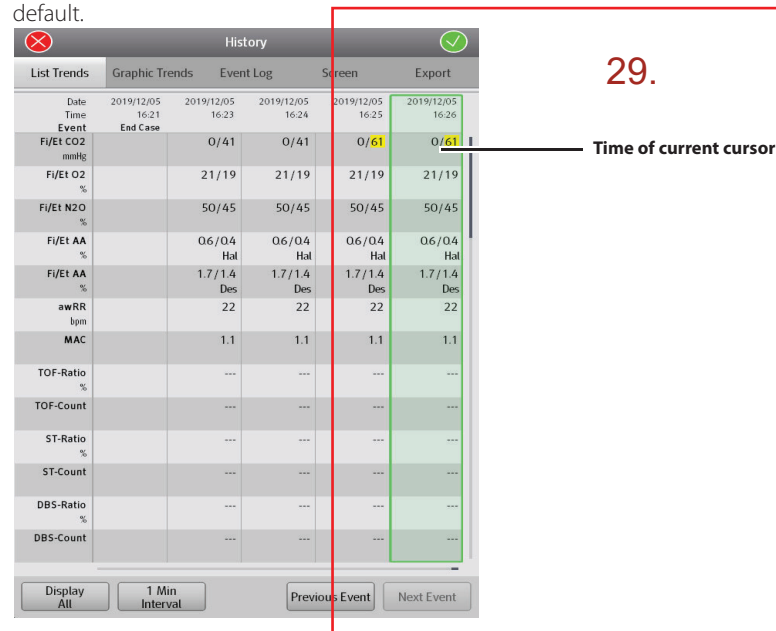 default.
History
List Trends Graphic Trends Event Log Screen Export
Date 2019/12/05 2019/12/05 2019/12/05 2019/12/05 2019/12/05
Time 16:21 16:23 16:24 16:25 16:26
Event End Case
Fi/Et CO2 0/41 0/41 0/61 0/61
mmHg
Fi/Et O2 21/19 21/19 21/19 21/19
%
Fi/Et N2O 50/45 50/45 50/45 50/45
%
Fi/Et AA 0.6/0.4 0.6/0.4 0.6/0.4 0.6/0.4
% Hal Hal Hal Hal
Fi/Et AA 1.7/1.4 1.7/1.4 1.7/1.4 1.7/1.4
% Des Des Des Des
awRR 22 22 22 22
bpm
MAC 1.1 1.1 1.1 1.1
TOF-Ratio --- --- --- ---
%
TOF-Count --- --- --- ---
ST-Ratio --- --- --- ---
%
ST-Count --- --- --- ---
DBS-Ratio --- --- --- ---
%
DBS-Count --- --- --- ---
Display All 1 Min Interval Previous Event Next Event
29.
Time of current cursor